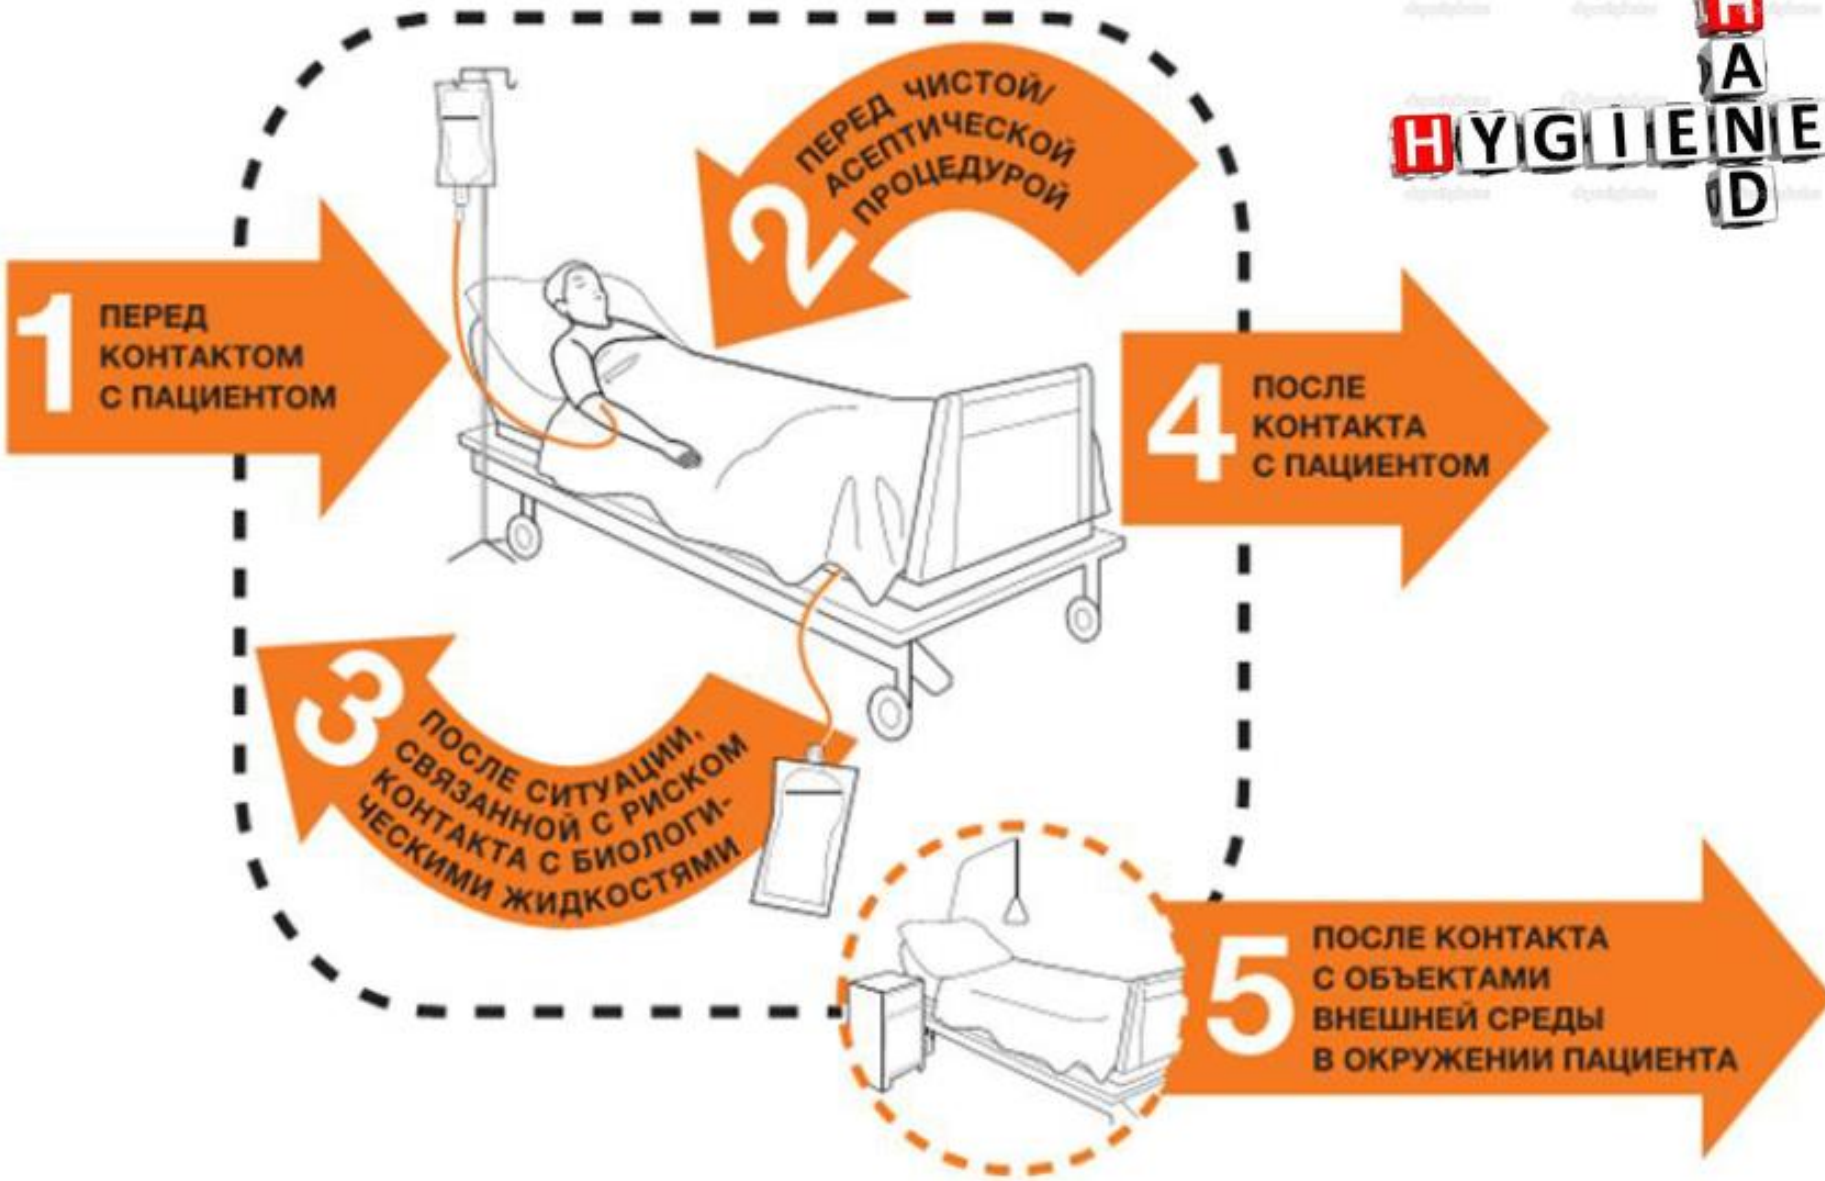 1
ПЕРЕД
КОНТАКТОМ
С ПАЦИЕНТОМ
2
ПЕРЕД ЧИСТОЙ/
АСЕПТИЧЕСКОЙ
ПРОЦЕДУРОЙ
HAND
HYGIENE
3
ПОСЛЕ СИТУАЦИИ,
СВЯЗАННОЙ С РИСКОМ
КОНТАКТА С БИОЛОГИ-
ЧЕСКИМИ ЖИДКОСТЯМИ
4
ПОСЛЕ
КОНТАКТА
С ПАЦИЕНТОМ
5
ПОСЛЕ КОНТАКТА
С ОБЪЕКТАМИ
ВНЕШНЕЙ СРЕДЫ
В ОКРУЖЕНИИ ПАЦИЕНТА